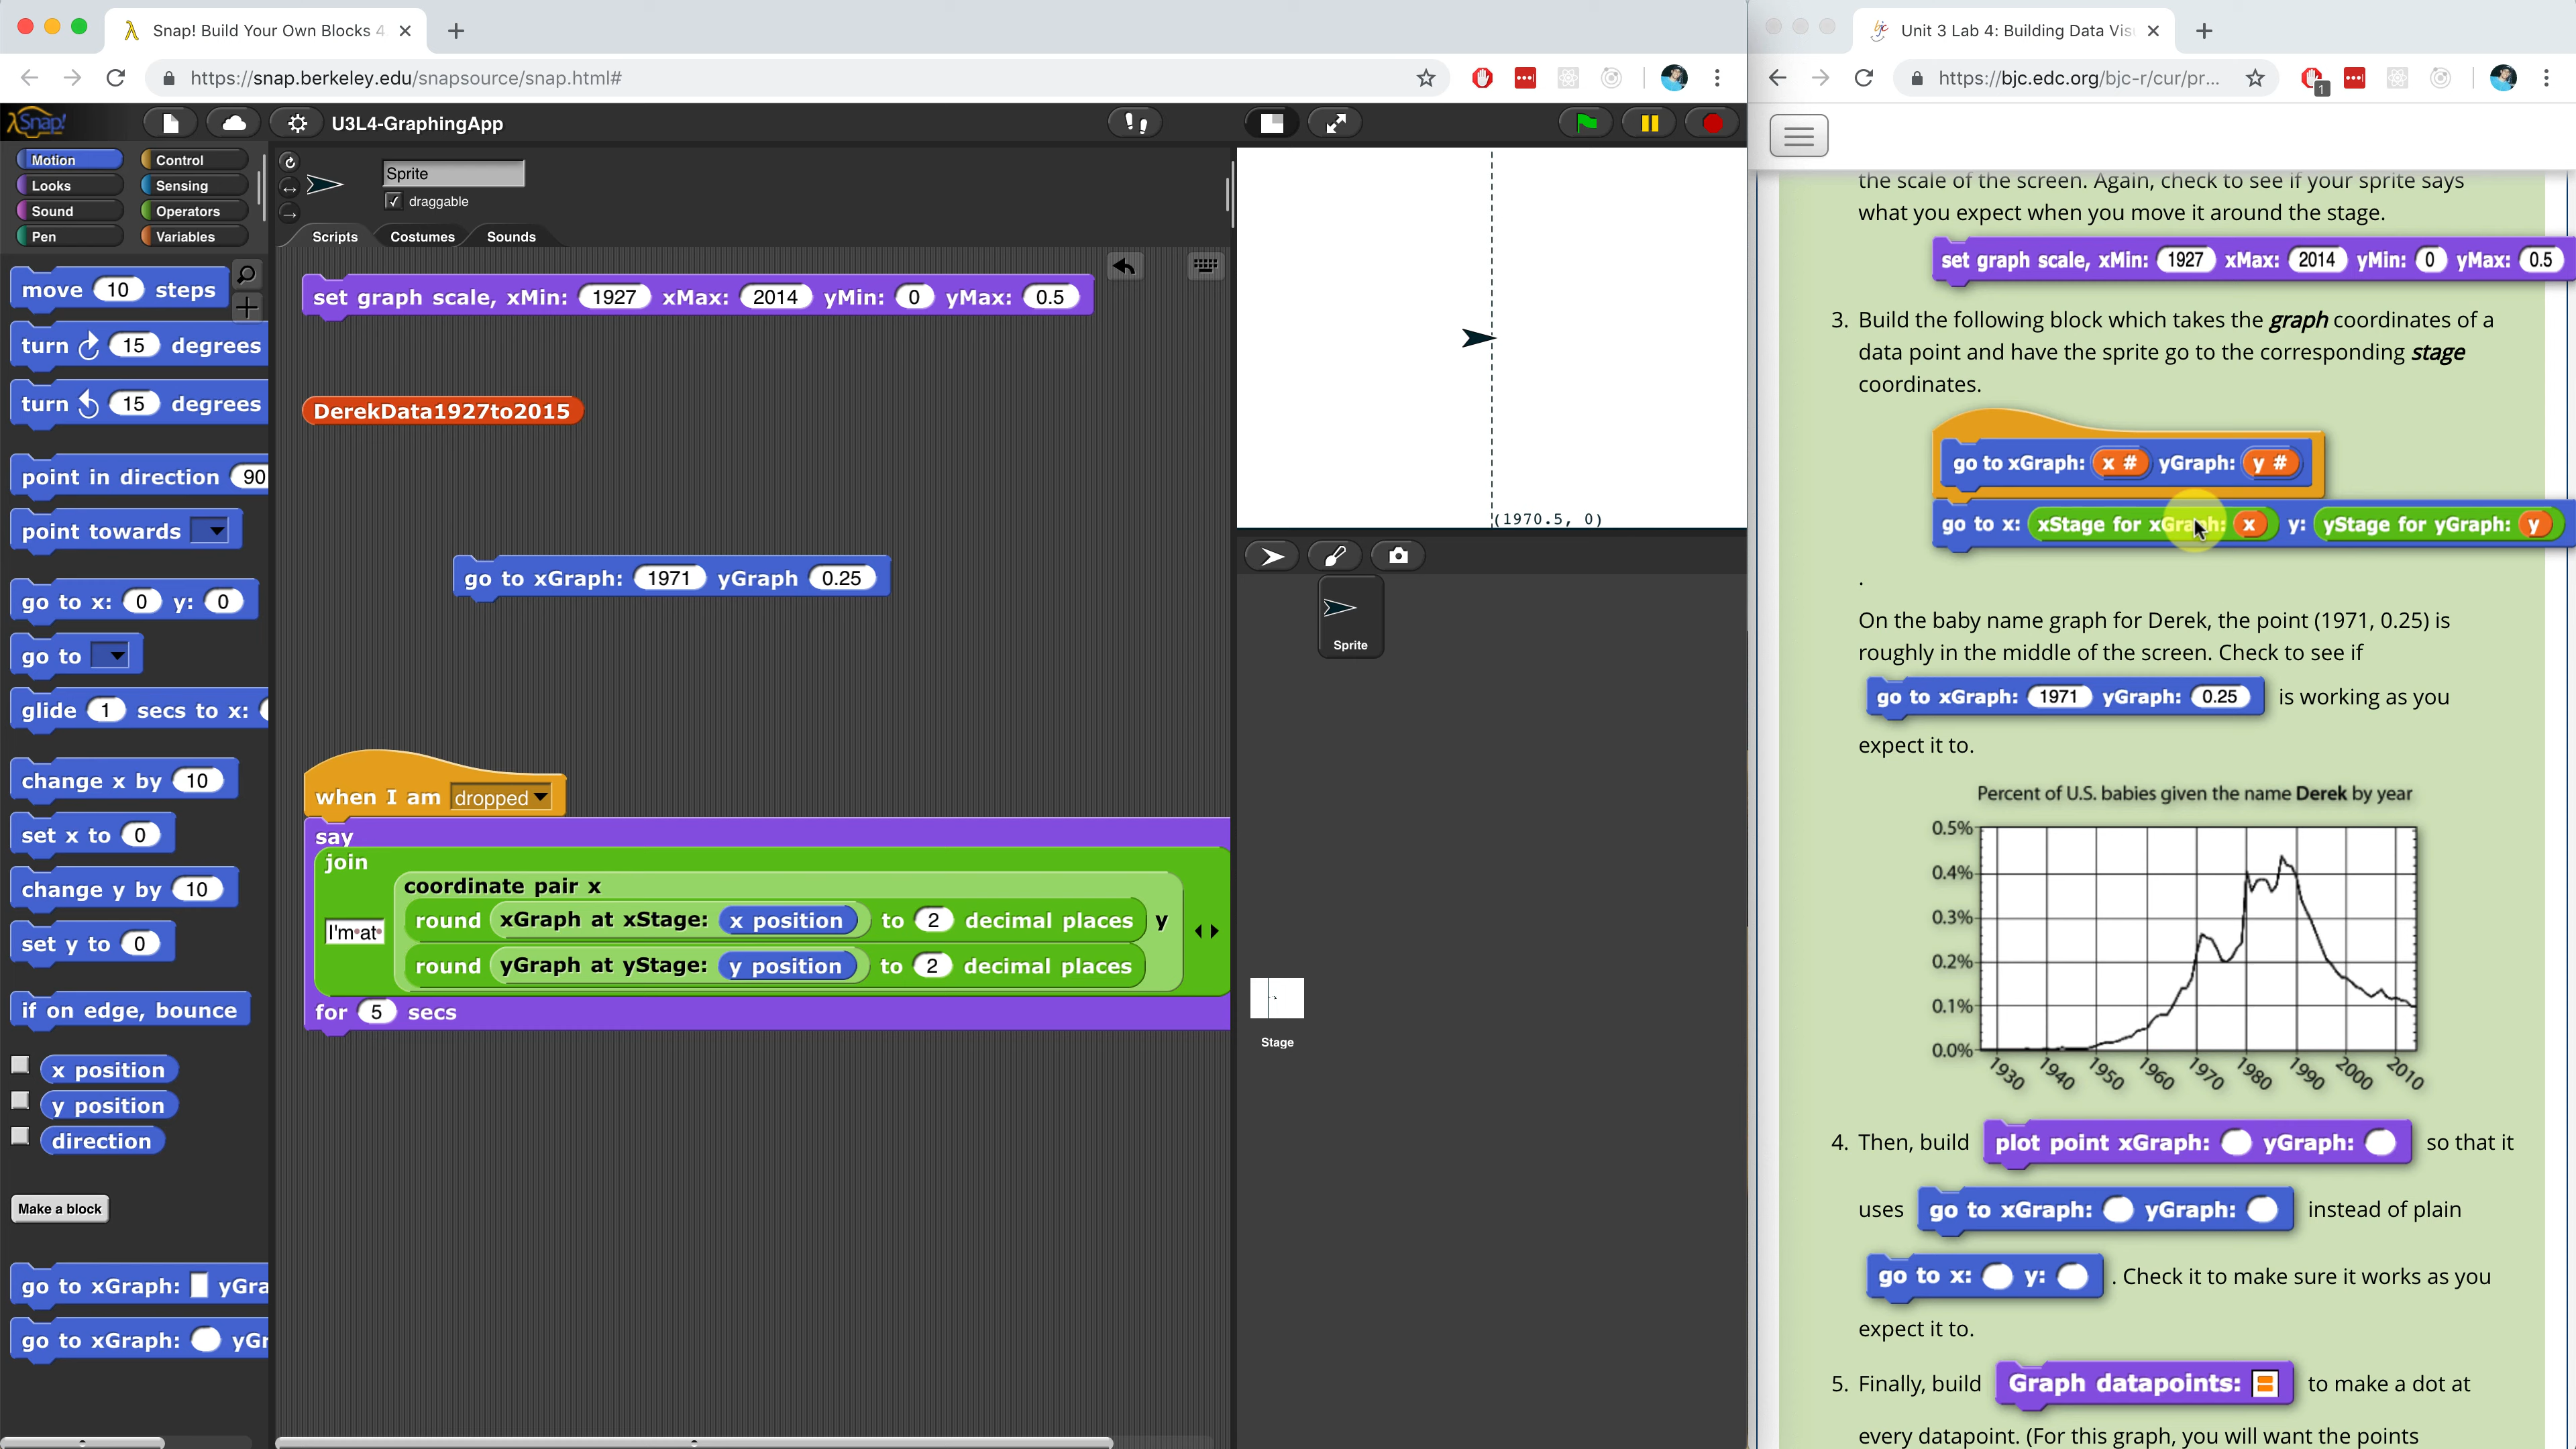 Snap! Build Your Own Blocks 4
https://snap.berkeley.edu/snapsource/snap.html#
Snap!
U3L4-GraphingApp
Motion
Control
Looks
Sensing
Sound
Operators
Pen
Variables
Sprite
draggable
Scripts
Costumes
Sounds
move 10 steps
turn 15 degrees
turn 15 degrees
point in direction 90
point towards
go to x: 0 y: 0
go to
glide 1 secs to x:
change x by 10
set x to 0
change y by 10
set y to 0
if on edge, bounce
x position
y position
direction
Make a block
go to xGraph: yGra
go to xGraph: yGr
set graph scale, xMin: 1927 xMax: 2014 yMin: 0 yMax: 0.5
DerekData1927to2015
go to xGraph: 1971 yGraph 0.25
when I am dropped
say
join
coordinate pair x
round xGraph at xStage: x position to 2 decimal places y
I'm•at•
round yGraph at yStage: y position to 2 decimal places
for 5 secs
(1970.5, 0)
Sprite
Stage
Unit 3 Lab 4: Building Data Vis
https://bjc.edc.org/bjc-r/cur/pr...
1
the scale of the screen. Again, check to see if your sprite says
what you expect when you move it around the stage.
set graph scale, xMin: 1927 xMax: 2014 yMin: 0 yMax: 0.5
3. Build the following block which takes the graph coordinates of a
data point and have the sprite go to the corresponding stage
coordinates.
go to xGraph: x # yGraph: y #
go to x: xStage for xGraph: x y: yStage for yGraph: y
.
On the baby name graph for Derek, the point (1971, 0.25) is
roughly in the middle of the screen. Check to see if
go to xGraph: 1971 yGraph: 0.25 is working as you
expect it to.
Percent of U.S. babies given the name Derek by year
0.5%
0.4%
0.3%
0.2%
0.1%
0.0%
1930 1940 1950 1960 1970 1980 1990 2000 2010
4. Then, build plot point xGraph: yGraph: so that it
uses go to xGraph: yGraph: instead of plain
go to x: y: . Check it to make sure it works as you
expect it to.
5. Finally, build Graph datapoints: to make a dot at
every datapoint. (For this graph, you will want the points